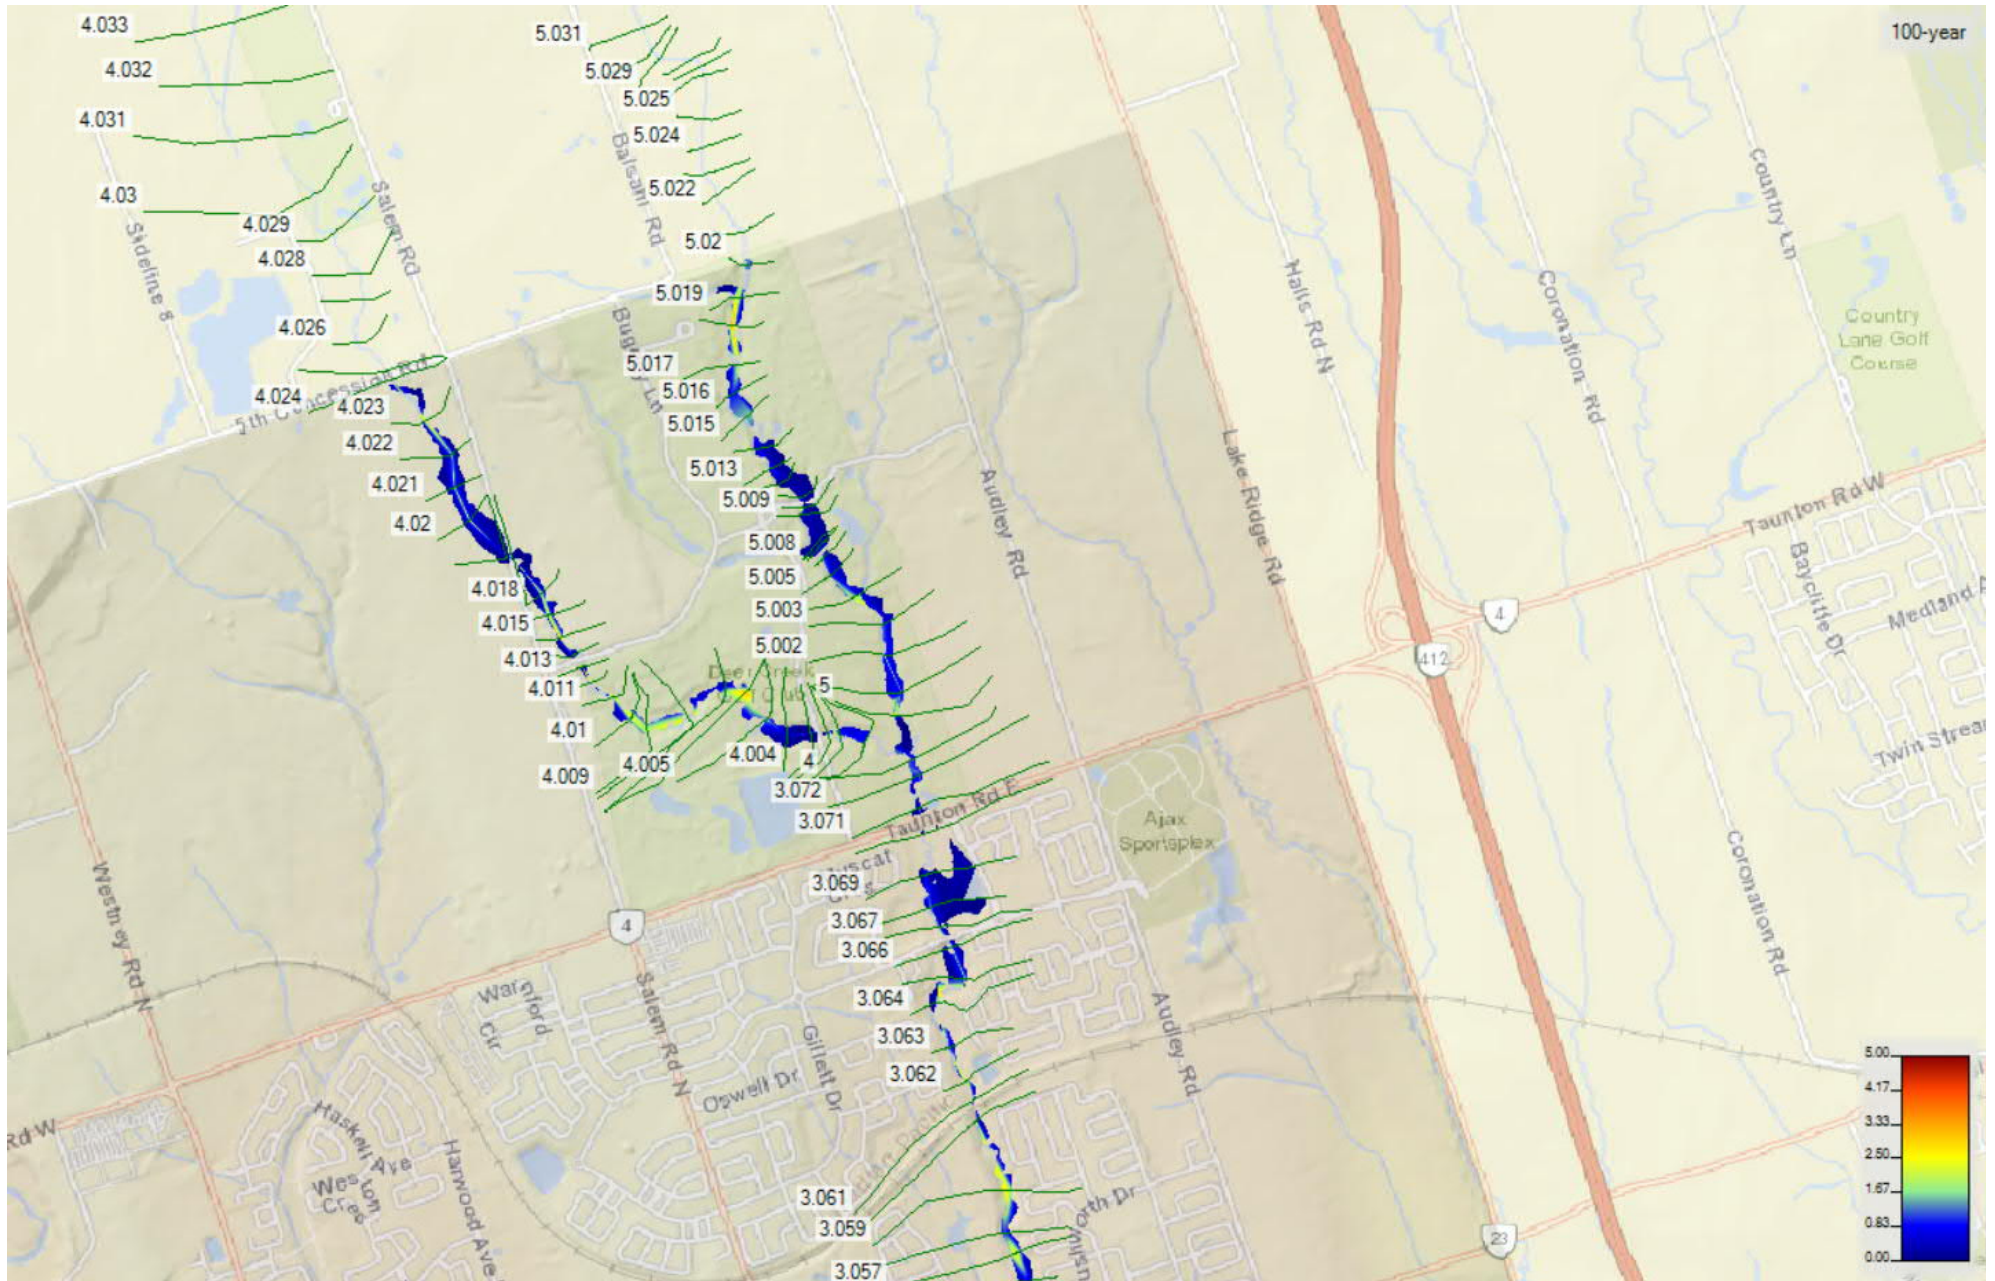 4.033
5.031
100-year
4.032
5.029
5.025
4.031
5.024
Balsam Rd
5.022
4.03
Salem Rd
4.029
Country Ln
Sideline 8
5.02
4.028
Halls Rd N
Coronation Rd
5.019
4.026
Country
Lane Golf
Course
5.017
5.016
4.024
5th Concession Rd
4.023
5.015
4.022
Lake Ridge Rd
5.013
4.021
Audley Rd
5.009
Taunton Rd W
4.02
5.008
Baycliffe Dr
5.005
4.018
5.003
4
4.015
5.002
4.013
412
4.011
5
4.01
4.004
4
4.005
4.009
3.072
Taunton Rd E
3.071
Ajax
Sportsplex
Coronation Rd
3.069
Westney Rd N
3.067
4
3.066
3.064
Warnford
Cir
Salem Rd N
Audley Rd
3.063
Gillett Dr
3.062
Oswell Dr
5.00
4.17
3.33
2.50
1.67
0.83
0.00
Rd W
Haskell Ave
Harwood Ave
3.061
3.059
23
3.057